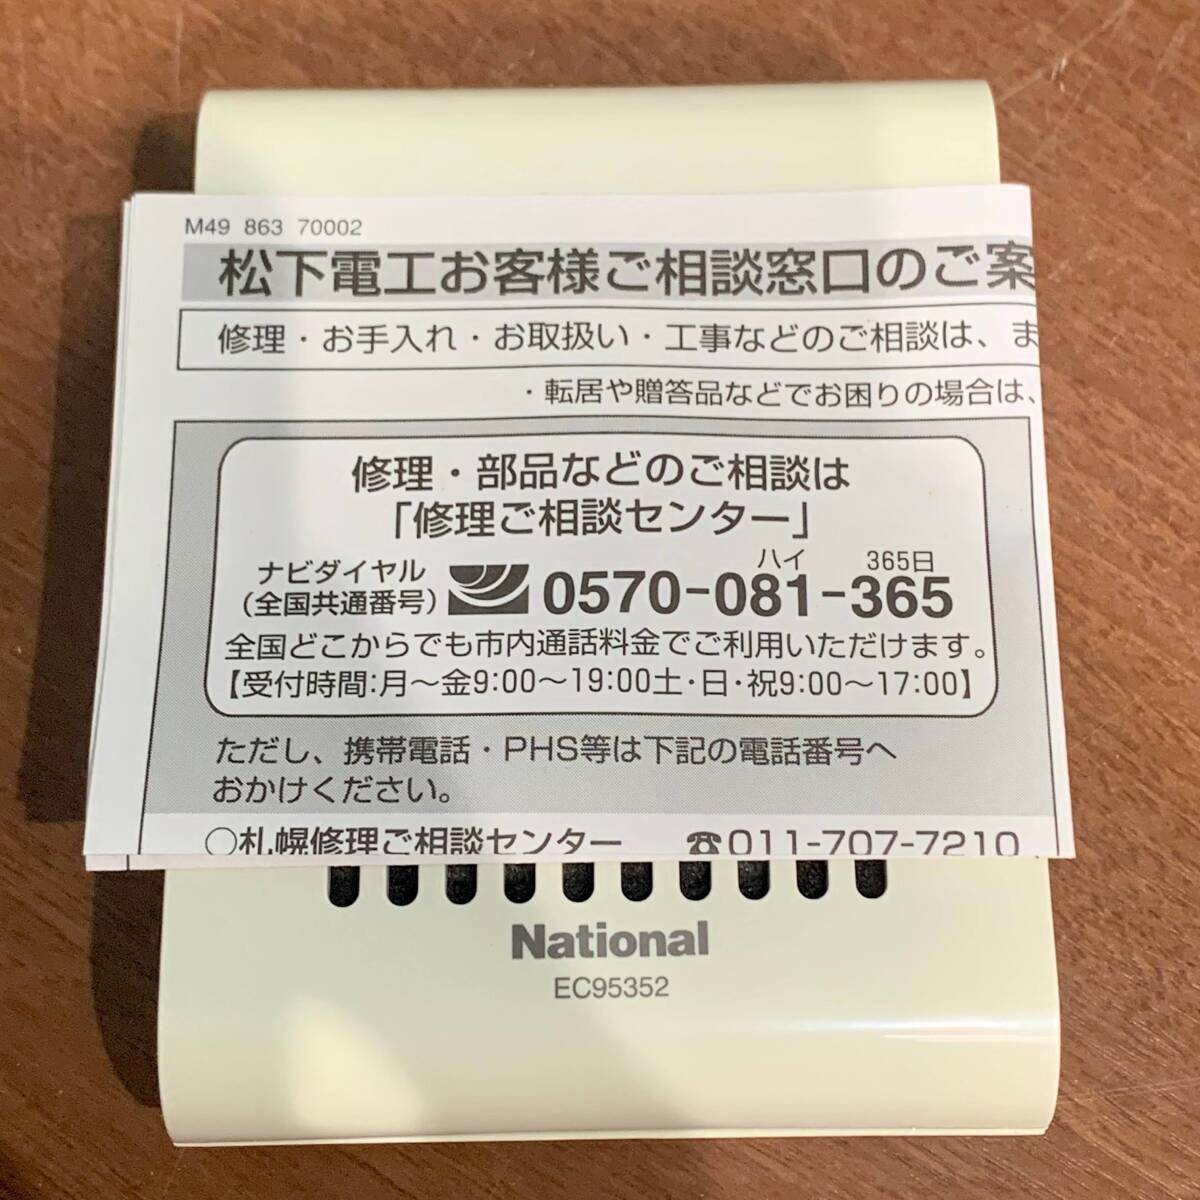 M49 863 70002
松下電工お客様ご相談窓口のご案
修理・お手入れ・お取扱い・工事などのご相談は、ま
・転居や贈答品などでお困りの場合は、
修理・部品などのご相談は
「修理ご相談センター」
ハイ 365日
ナビダイヤル
(全国共通番号) 0570-081-365
全国どこからでも市内通話料金でご利用いただけます。
【受付時間:月～金9:00～19:00土・日・祝9:00～17:00】
ただし、携帯電話・PHS等は下記の電話番号へ
おかけください。
○札幌修理ご相談センター ☎011-707-7210
National
EC95352